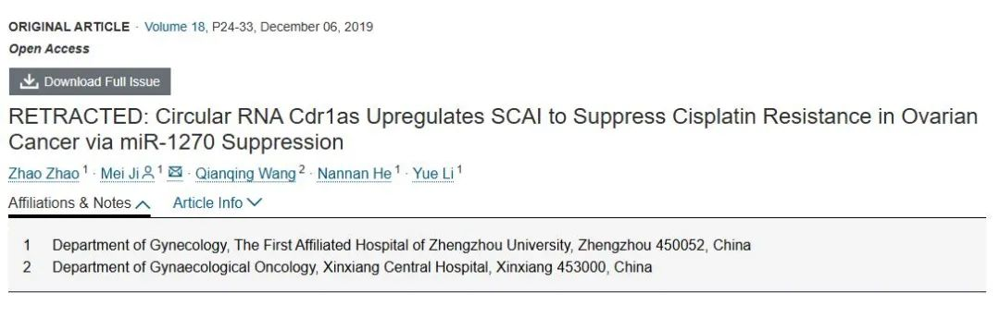 ORIGINAL ARTICLE · Volume 18, P24-33, December 06, 2019
Open Access
Download Full Issue
RETRACTED: Circular RNA Cdr1as Upregulates SCAI to Suppress Cisplatin Resistance in Ovarian
Cancer via miR-1270 Suppression
Zhao Zhao 1 · Mei Ji 1 · Qianqing Wang 2 · Nannan He 1 · Yue Li 1
Affiliations & Notes Article Info
1 Department of Gynecology, The First Affiliated Hospital of Zhengzhou University, Zhengzhou 450052, China
2 Department of Gynaecological Oncology, Xinxiang Central Hospital, Xinxiang 453000, China